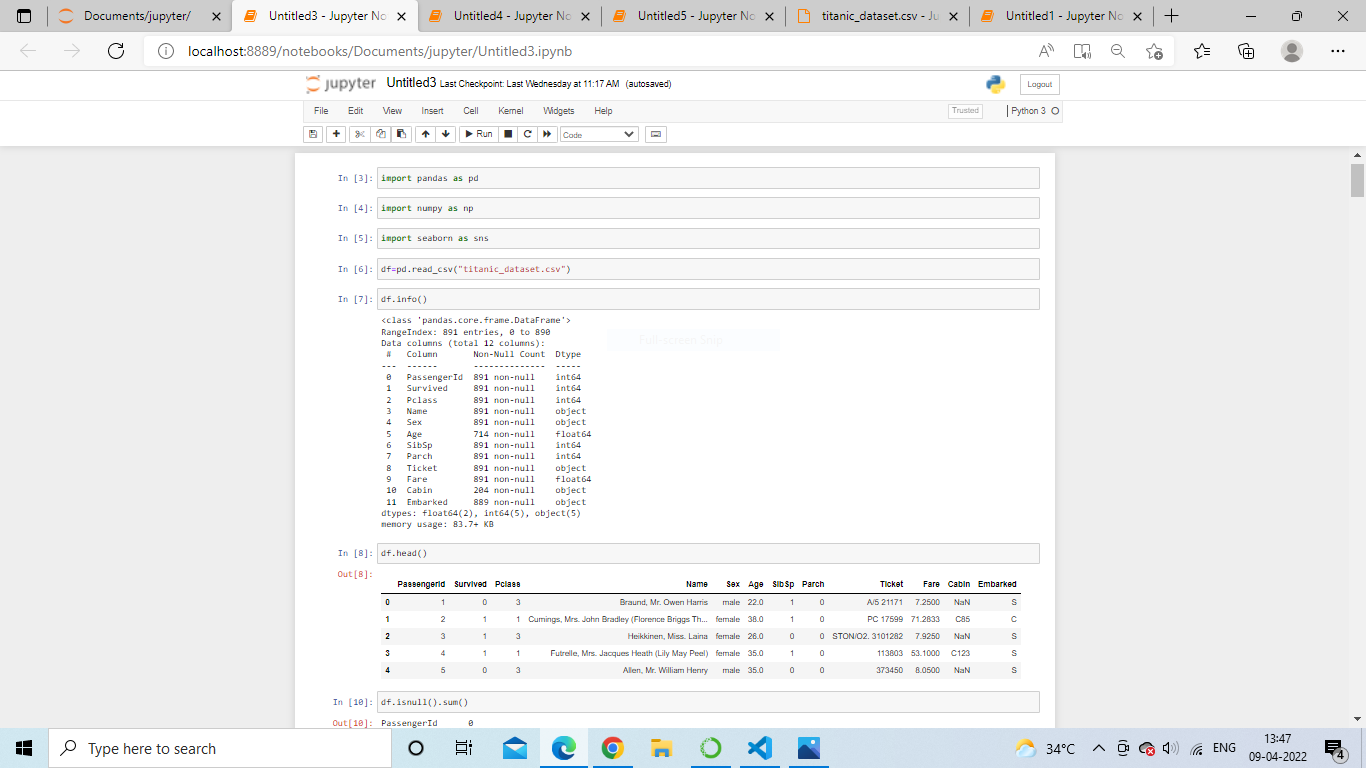 Documents/jupyter/ Untitled3 - Jupyter No Untitled4 - Jupyter No Untitled5 - Jupyter No titanic_dataset.csv - Ju Untitled1 - Jupyter No
localhost:8889/notebooks/Documents/jupyter/Untitled3.ipynb
jupyter Untitled3 Last Checkpoint: Last Wednesday at 11:17 AM (autosaved) Logout
File Edit View Insert Cell Kernel Widgets Help Trusted Python 3
Run Code
In [3]: import pandas as pd
In [4]: import numpy as np
In [5]: import seaborn as sns
In [6]: df=pd.read_csv("titanic_dataset.csv")
In [7]: df.info()
<class 'pandas.core.frame.DataFrame'>
RangeIndex: 891 entries, 0 to 890
Full-screen Snip
Data columns (total 12 columns):
# Column Non-Null Count Dtype
--- ------ -------------- -----
0 PassengerId 891 non-null int64
1 Survived 891 non-null int64
2 Pclass 891 non-null int64
3 Name 891 non-null object
4 Sex 891 non-null object
5 Age 714 non-null float64
6 SibSp 891 non-null int64
7 Parch 891 non-null int64
8 Ticket 891 non-null object
9 Fare 891 non-null float64
10 Cabin 204 non-null object
11 Embarked 889 non-null object
dtypes: float64(2), int64(5), object(5)
memory usage: 83.7+ KB
In [8]: df.head()
Out[8]:
PassengerId Survived Pclass Name Sex Age SibSp Parch Ticket Fare Cabin Embarked
0 1 0 3 Braund, Mr. Owen Harris male 22.0 1 0 A/5 21171 7.2500 NaN S
1 2 1 1 Cumings, Mrs. John Bradley (Florence Briggs Th... female 38.0 1 0 PC 17599 71.2833 C85 C
2 3 1 3 Heikkinen, Miss. Laina female 26.0 0 0 STON/O2. 3101282 7.9250 NaN S
3 4 1 1 Futrelle, Mrs. Jacques Heath (Lily May Peel) female 35.0 1 0 113803 53.1000 C123 S
4 5 0 3 Allen, Mr. William Henry male 35.0 0 0 373450 8.0500 NaN S
In [10]: df.isnull().sum()
Out[10]: PassengerId 0
Type here to search 34°C ENG 13:47
09-04-2022 4